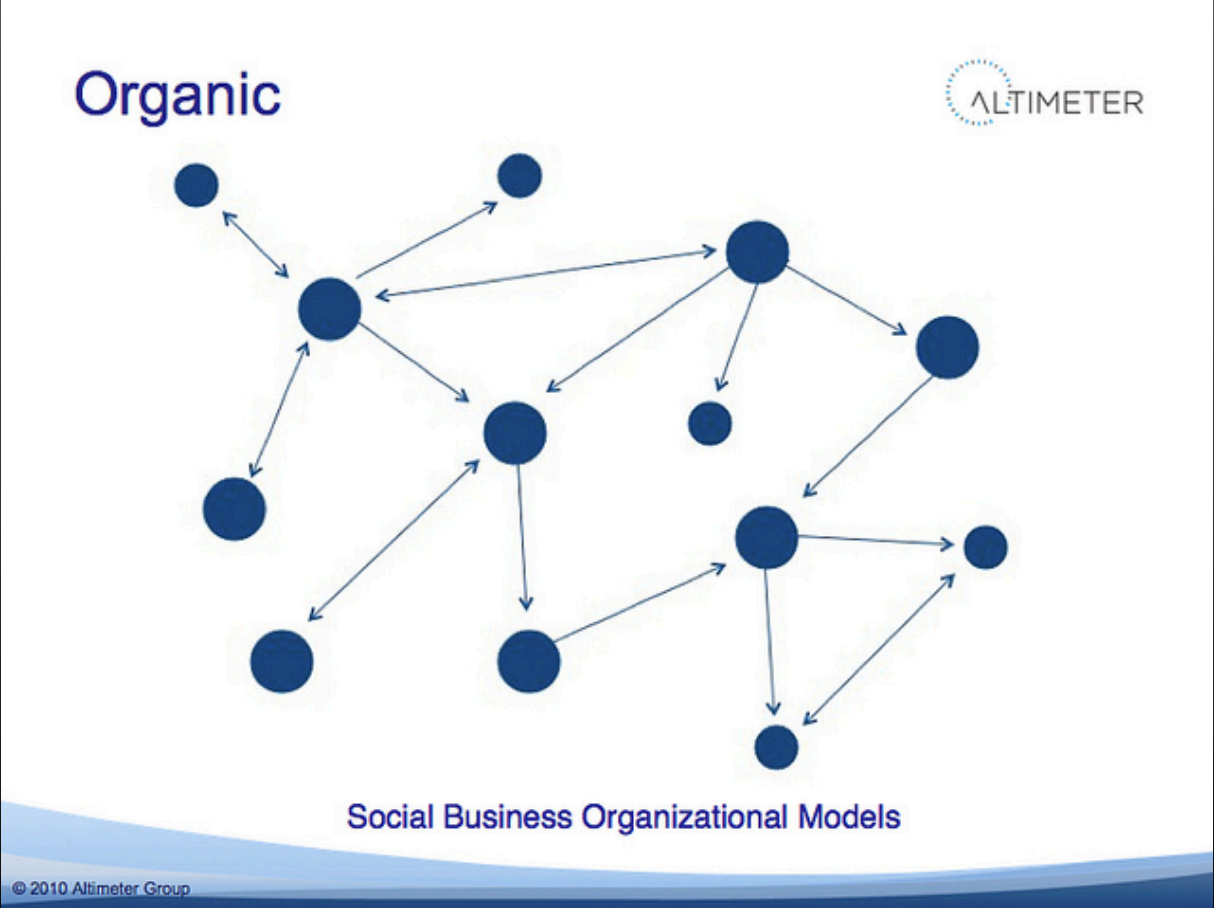 Organic
ALTIMETER
Social Business Organizational Models
© 2010 Altimeter Group